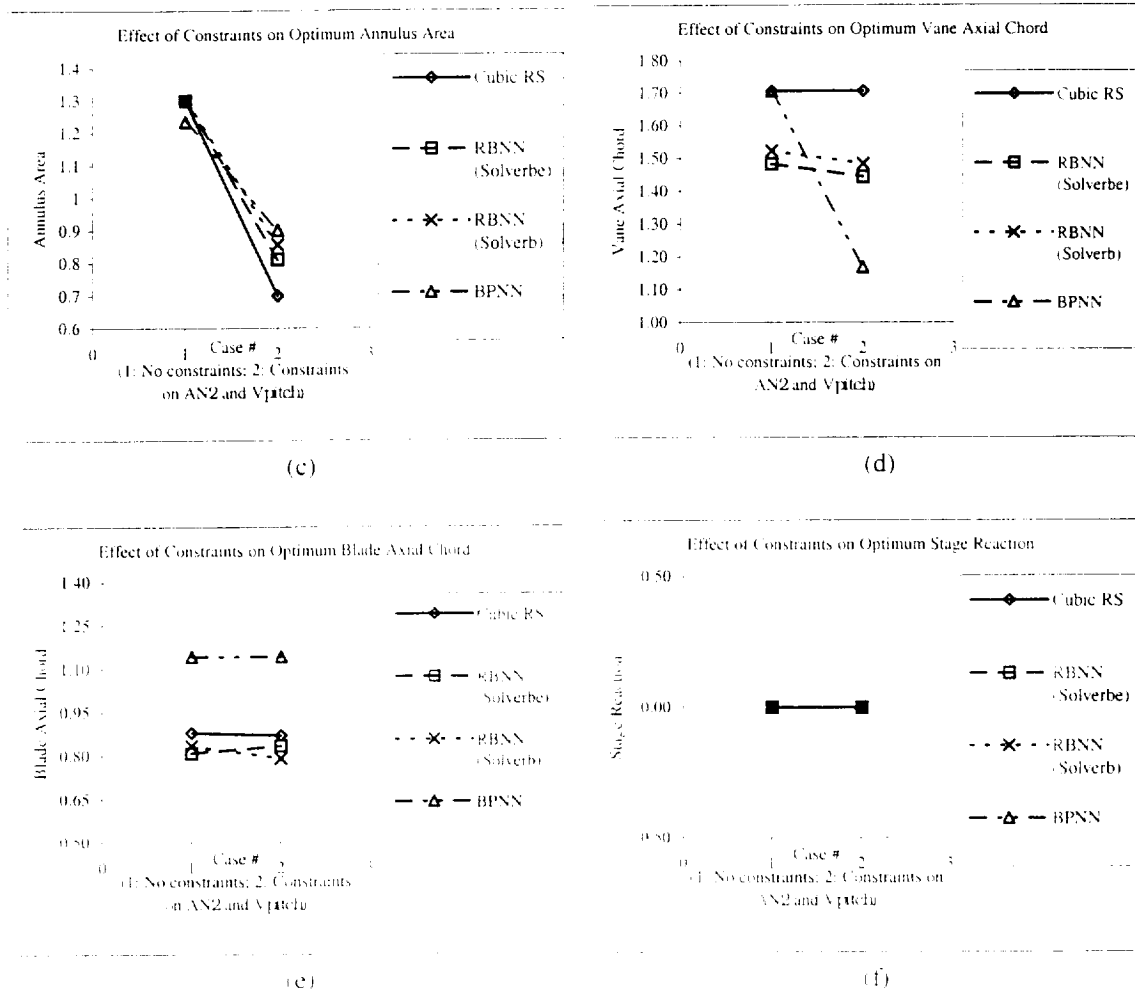 Effect of Constraints on Optimum Annulus Area
1.4
1.3
1.2
1.1
1
0.9
0.8
0.7
0.6
Annulus Area
0
1
2
3
Case #
(1: No constraints; 2: Constraints
on AN2 and Vpitch)
Cubic RS
RBNN
(Solverbe)
RBNN
(Solverb)
BPNN
(c)
Effect of Constraints on Optimum Vane Axial Chord
1.80
1.70
1.60
1.50
1.40
1.30
1.20
1.10
1.00
Vane Axial Chord
0
1
2
3
Case #
(1: No constraints; 2: Constraints on
AN2 and Vpitch)
Cubic RS
RBNN
(Solverbe)
RBNN
(Solverb)
BPNN
(d)
Effect of Constraints on Optimum Blade Axial Chord
1.40
1.25
1.10
0.95
0.80
0.65
0.50
Blade Axial Chord
0
1
2
3
Case #
(1: No constraints; 2: Constraints
on AN2 and Vpitch)
Cubic RS
RBNN
(Solverbe)
RBNN
(Solverb)
BPNN
(e)
Effect of Constraints on Optimum Stage Reaction
0.50
0.00
0.50
Stage Reaction
0
1
2
3
Case #
(1: No constraints; 2: Constraints on
AN2 and Vpitch)
Cubic RS
RBNN
(Solverbe)
RBNN
(Solverb)
BPNN
(f)